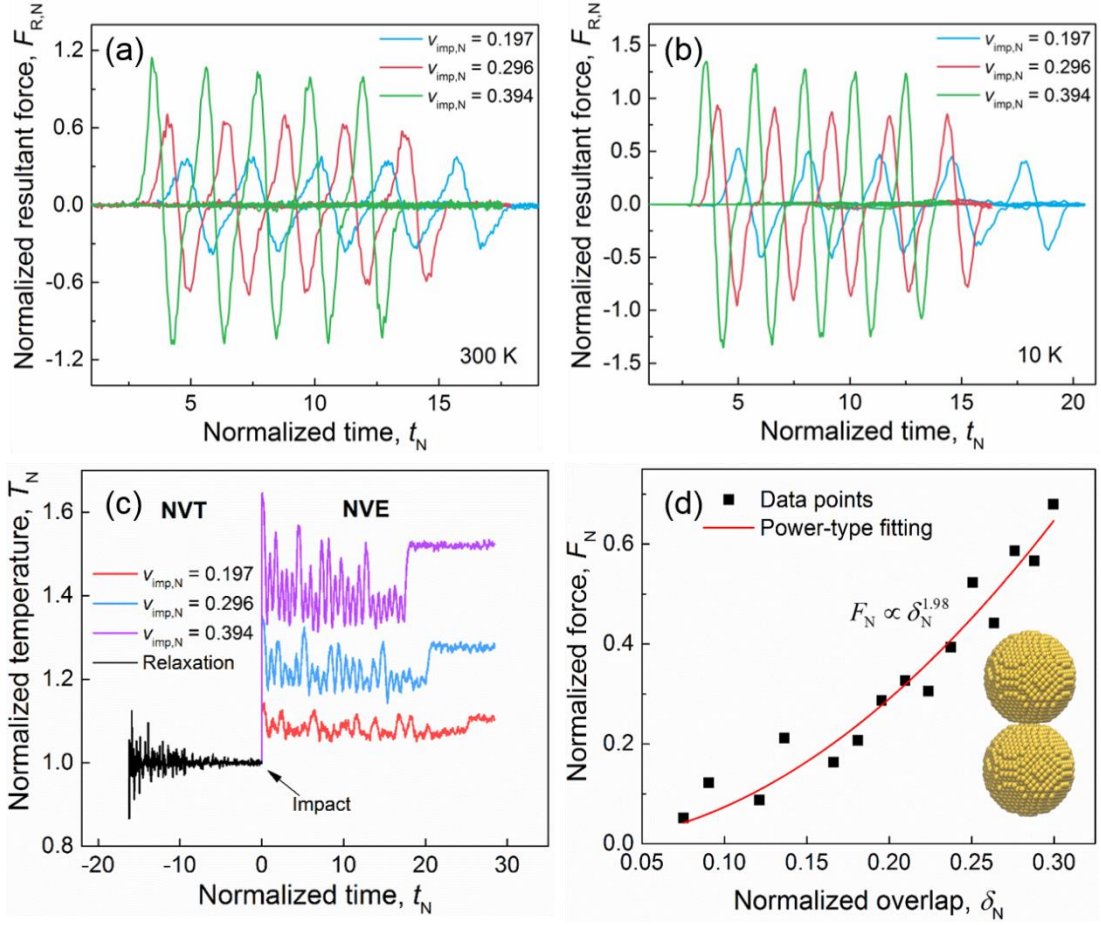 (a)
v_imp,N = 0.197
v_imp,N = 0.296
v_imp,N = 0.394
300 K
1.2
0.6
0.0
-0.6
-1.2
5
10
15
Normalized resultant force, F_R,N
Normalized time, t_N
(b)
v_imp,N = 0.197
v_imp,N = 0.296
v_imp,N = 0.394
10 K
1.5
1.0
0.5
0.0
-0.5
-1.0
-1.5
5
10
15
20
Normalized resultant force, F_R,N
Normalized time, t_N
(c)
NVT
NVE
v_imp,N = 0.197
v_imp,N = 0.296
v_imp,N = 0.394
Relaxation
Impact
1.6
1.4
1.2
1.0
0.8
-20
-10
0
10
20
30
Normalized temperature, T_N
Normalized time, t_N
(d)
Data points
Power-type fitting
F_N ∝ δ_N^1.98
0.6
0.4
0.2
0.0
0.05
0.10
0.15
0.20
0.25
0.30
Normalized force, F_N
Normalized overlap, δ_N